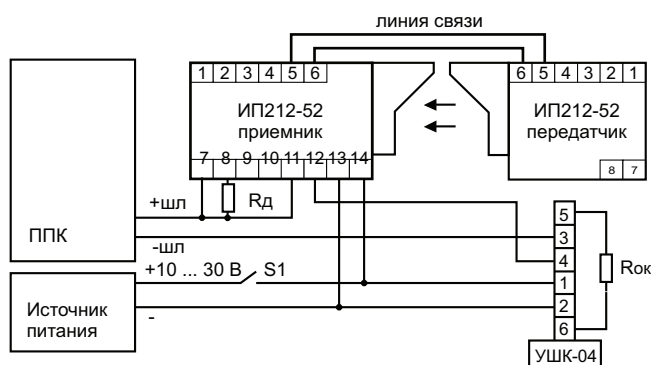 линия связи
1 2 3 4 5 6
6 5 4 3 2 1
ИП212-52
приемник
ИП212-52
передатчик
8 7
7 8 9 10 11 12 13 14
+шл
Rд
ППК
-шл
+10 ... 30 В S1
Источник
питания
-
5
3
4
1
2
6
Rок
УШК-04